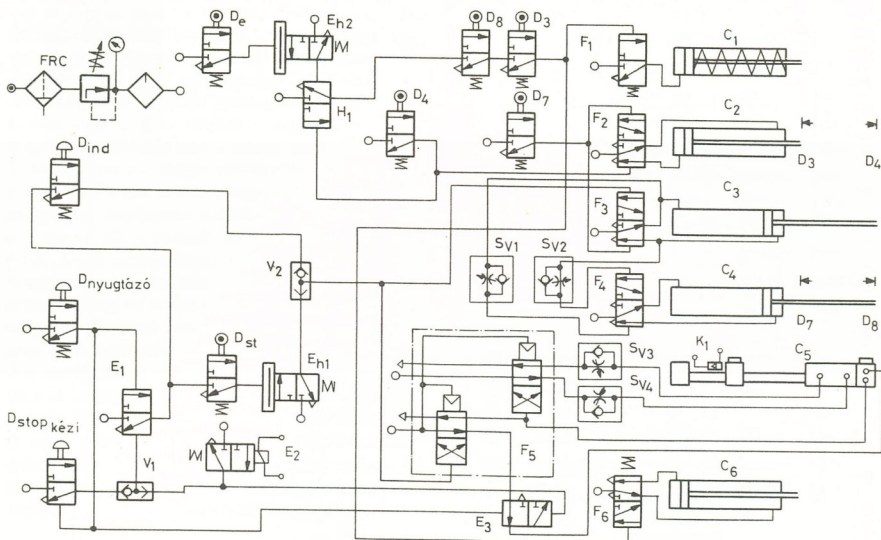 FRC
De
Eh2
H1
D4
D8
D3
D7
F1
C1
F2
C2
D3
D4
F3
C3
SV1
SV2
F4
C4
D7
D8
Dind
V2
Dnyugtázó
E1
Dst
Eh1
Dstop kézi
V1
E2
E3
F5
SV3
SV4
K1
C5
F6
C6